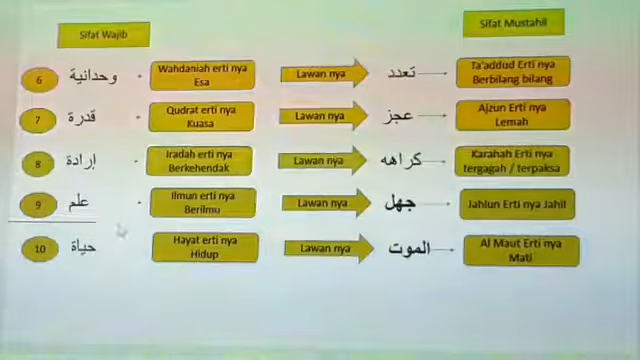 Sifat Wajib
Sifat Mustahil
6 وحدانية - Wahdaniah erti nya Esa Lawan nya تعدد Ta'addud Erti nya Berbilang bilang
7 قدرة - Qudrat erti nya Kuasa Lawan nya عجز Ajzun Erti nya Lemah
8 إرادة - Iradah erti nya Berkehendak Lawan nya كراهه Karahah Erti nya tergagah / terpaksa
9 علم - Ilmun erti nya Berilmu Lawan nya جهل Jahlun Erti nya Jahil
10 حياة Hayat erti nya Hidup Lawan nya الموت Al Maut Erti nya Mati